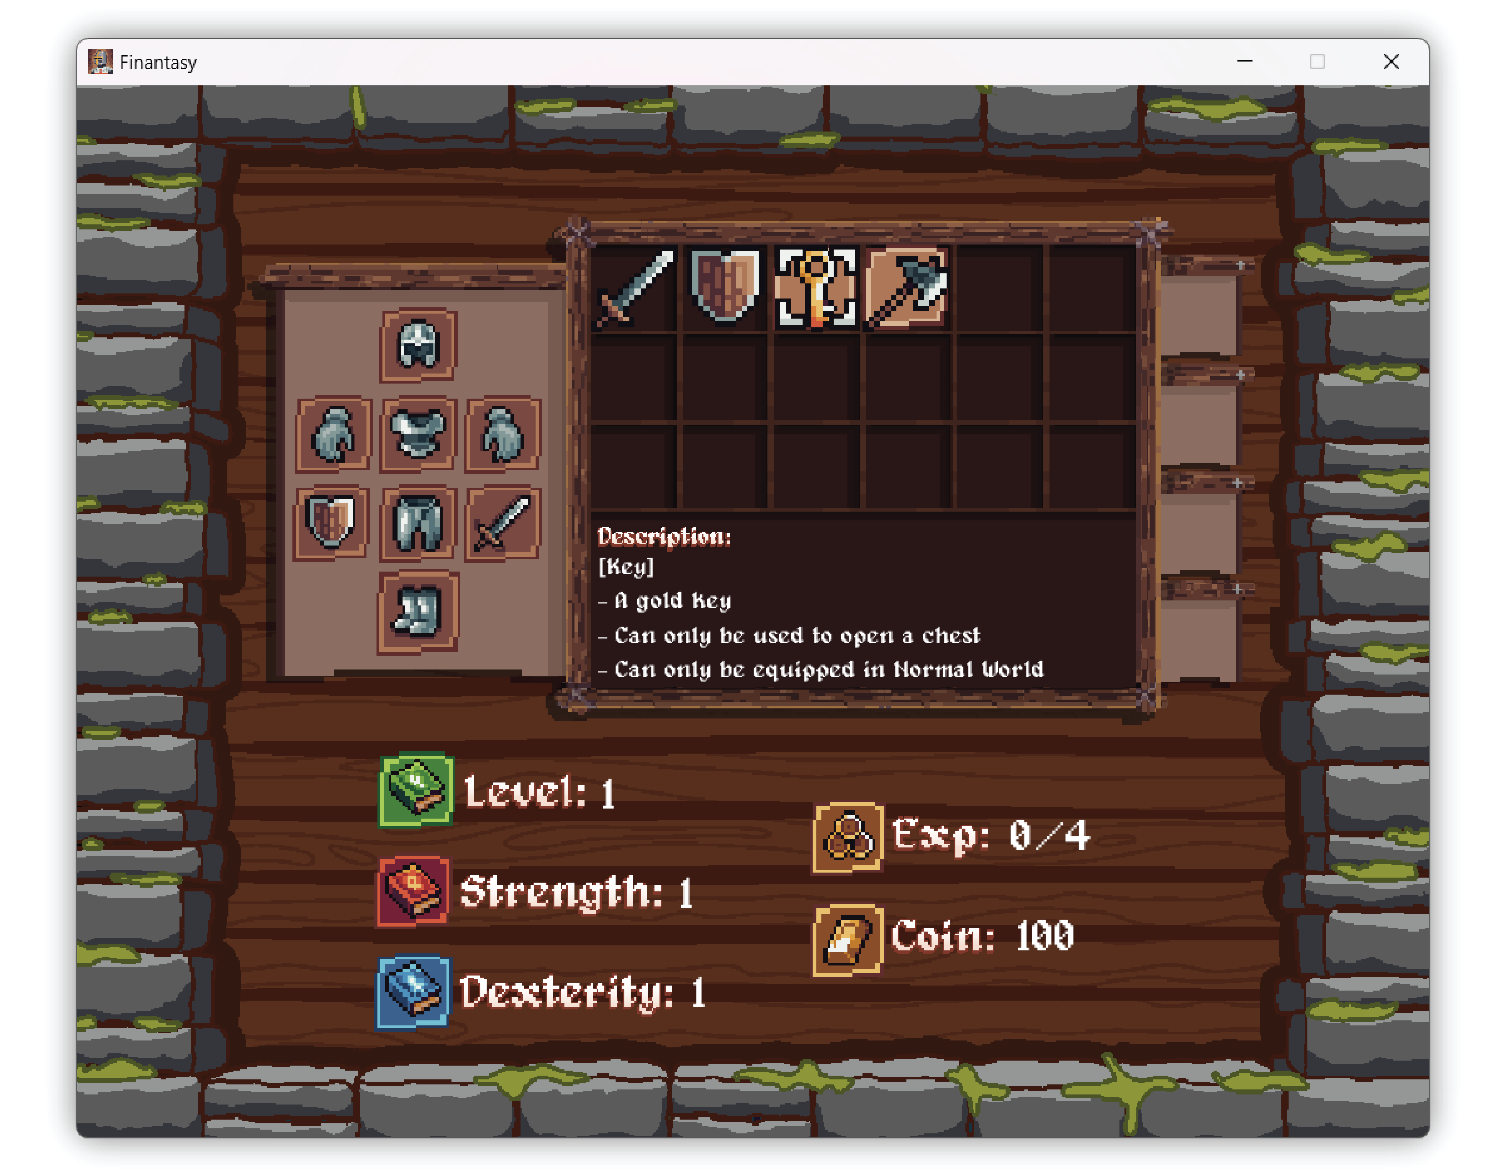 Finantasy
Description:
[Key]
- A gold key
- Can only be used to open a chest
- Can only be equipped in Normal World
Level: 1
Strength: 1
Dexterity: 1
Exp: 0/4
Coin: 100